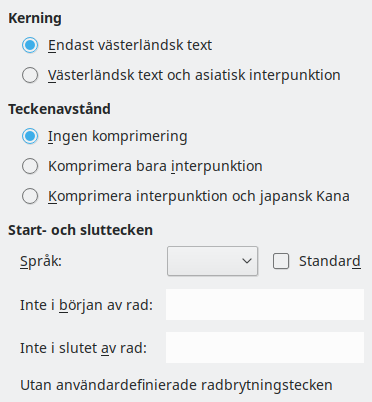 Kerning
Endast västerländsk text
Västerländsk text och asiatisk interpunktion
Teckenavstånd
Ingen komprimering
Komprimera bara interpunktion
Komprimera interpunktion och japansk Kana
Start- och sluttecken
Språk: Standard
Inte i början av rad:
Inte i slutet av rad:
Utan användardefinierade radbrytningstecken